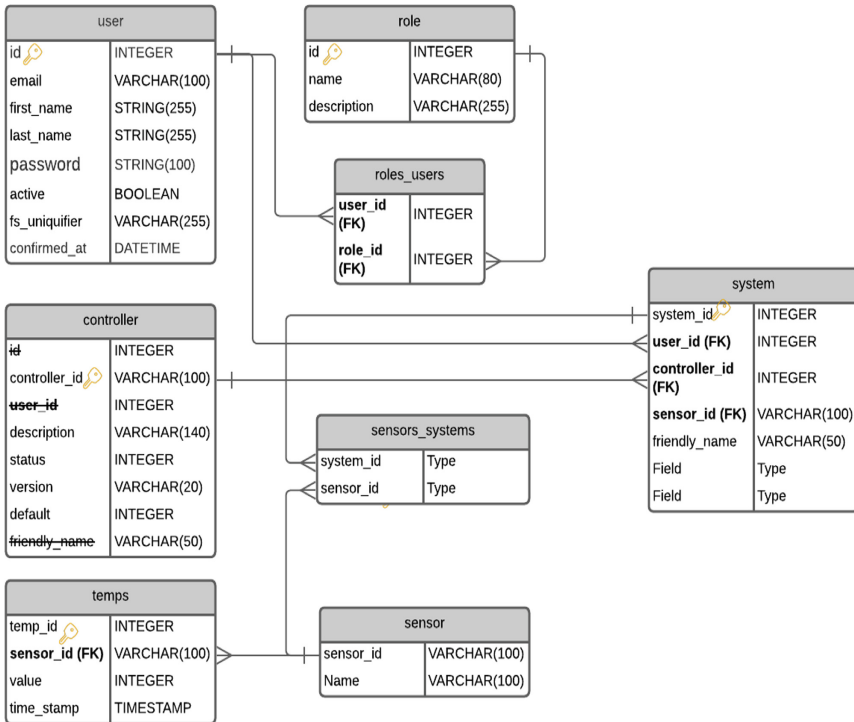 user
id INTEGER
email VARCHAR(100)
first_name STRING(255)
last_name STRING(255)
password STRING(100)
active BOOLEAN
fs_uniquifier VARCHAR(255)
confirmed_at DATETIME
role
id INTEGER
name VARCHAR(80)
description VARCHAR(255)
roles_users
user_id
(FK) INTEGER
role_id
(FK) INTEGER
system
system_id INTEGER
user_id (FK) INTEGER
controller_id
(FK) INTEGER
sensor_id (FK) VARCHAR(100)
friendly_name VARCHAR(50)
Field Type
Field Type
controller
id INTEGER
controller_id VARCHAR(100)
user_id INTEGER
description VARCHAR(140)
status INTEGER
version VARCHAR(20)
default INTEGER
friendly_name VARCHAR(50)
sensors_systems
system_id Type
sensor_id Type
temps
temp_id INTEGER
sensor_id (FK) VARCHAR(100)
value INTEGER
time_stamp TIMESTAMP
sensor
sensor_id VARCHAR(100)
Name VARCHAR(100)